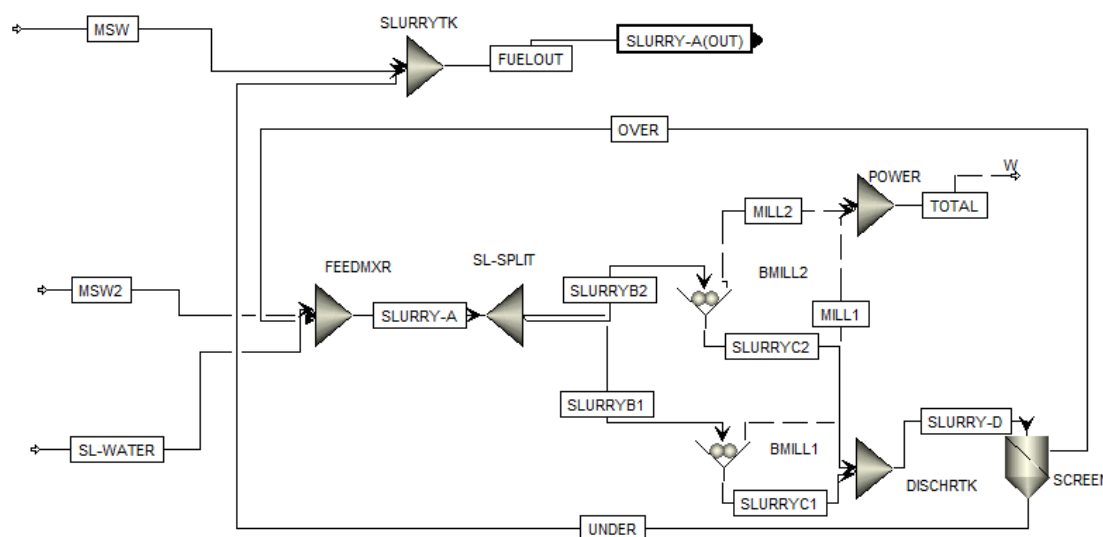 MSW
SLURRYTK
FUELOUT
SLURRY-A(OUT)
OVER
POWER
W
TOTAL
MILL2
FEEDMXR
SL-SPLIT
BMILL2
MSW2
SLURRYB2
SLURRY-A
MILL1
SLURRYC2
SLURRYB1
SLURRY-D
SL-WATER
BMILL1
SCREEN
DISCHRTK
SLURRYC1
UNDER